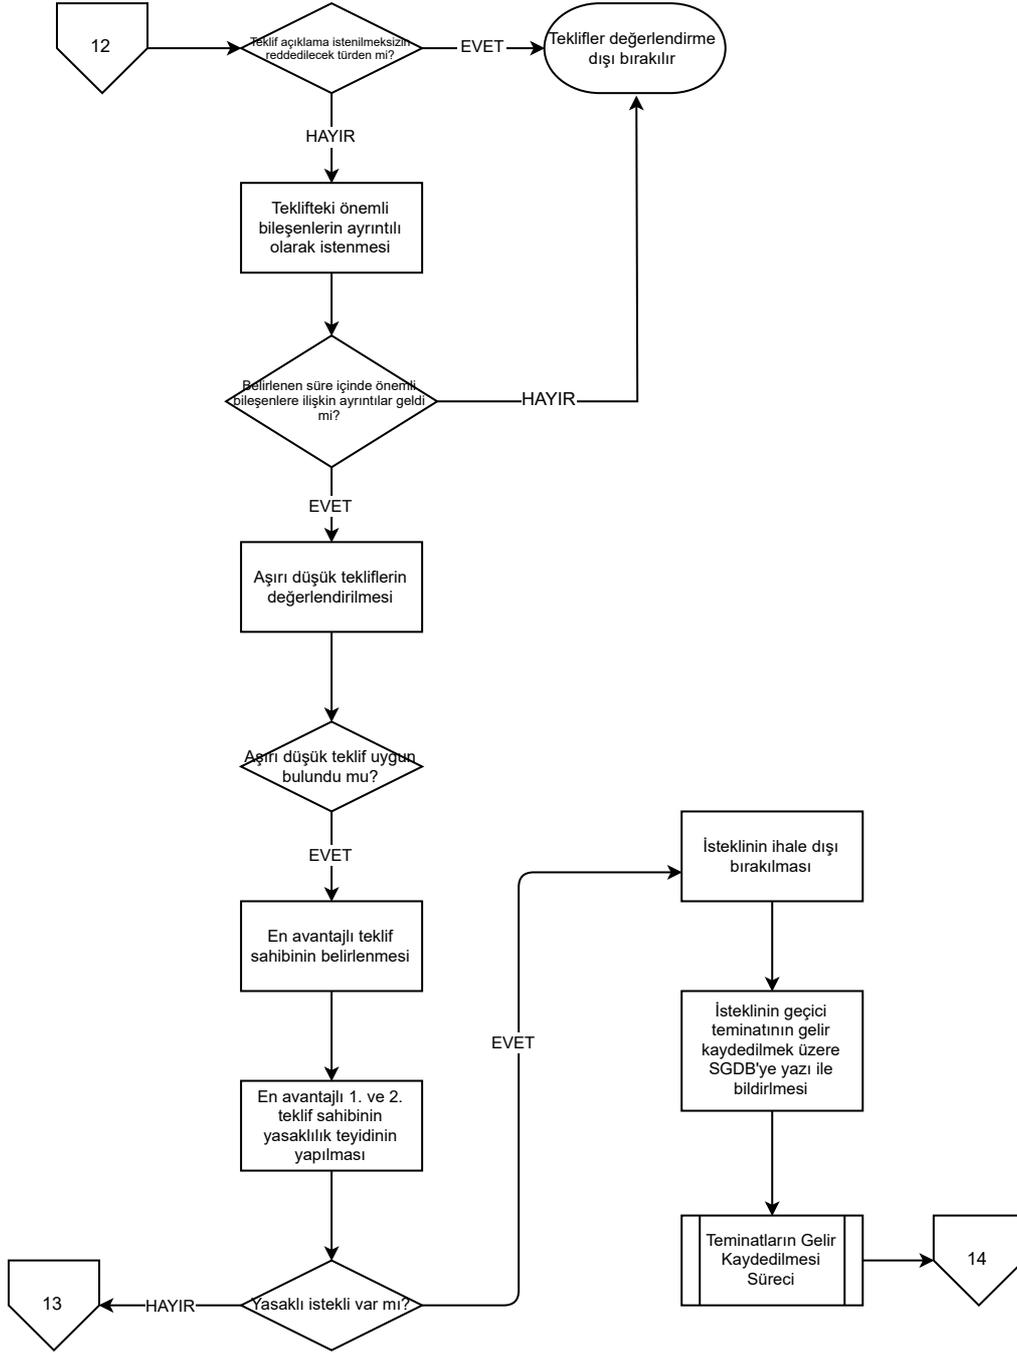 12
Teklif açıklama istenilmeksizin
reddedilecek türden mi?
EVET
Teklifler değerlendirme
dışı bırakılır
HAYIR
Teklifteki önemli
bileşenlerin ayrıntılı
olarak istenmesi
Belirlenen süre içinde önemli
bileşenlere ilişkin ayrıntılar geldi
mi?
HAYIR
EVET
Aşırı düşük tekliflerin
değerlendirilmesi
Aşırı düşük teklif uygun
bulundu mu?
EVET
En avantajlı teklif
sahibinin belirlenmesi
En avantajlı 1. ve 2.
teklif sahibinin
yasaklılık teyidinin
yapılması
Yasaklı istekli var mı?
HAYIR
13
EVET
İsteklinin ihale dışı
bırakılması
İsteklinin geçici
teminatının gelir
kaydedilmek üzere
SGDB'ye yazı ile
bildirlmesi
Teminatların Gelir
Kaydedilmesi
Süreci
14